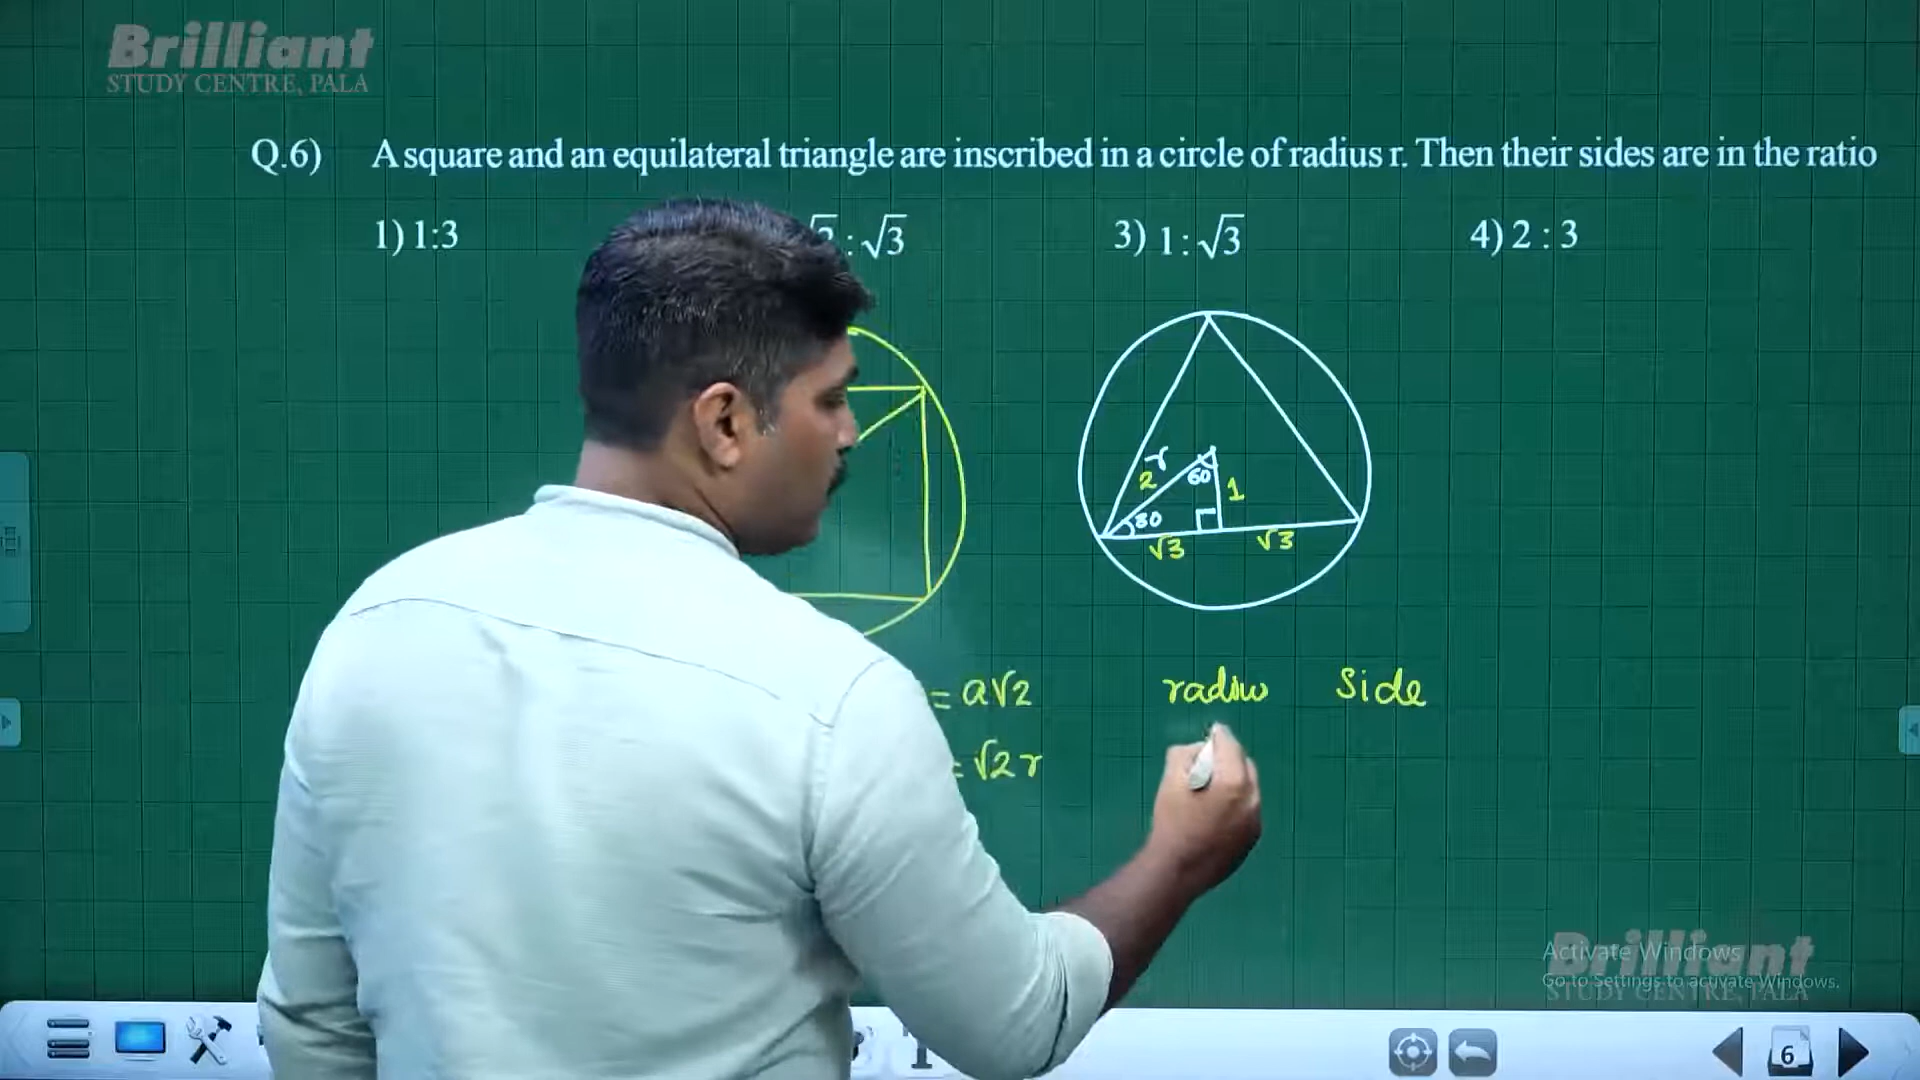 Brilliant
STUDY CENTRE, PALA
Q.6) A square and an equilateral triangle are inscribed in a circle of radius r. Then their sides are in the ratio
1) 1:3 : √3 3) 1 : √3 4) 2 : 3
r
2 60 1
30
√3 √3
= a√2 radius Side
= √2 r
Activate Windows
Go to Settings to activate Windows.
Brilliant
STUDY CENTRE, PALA
T
6